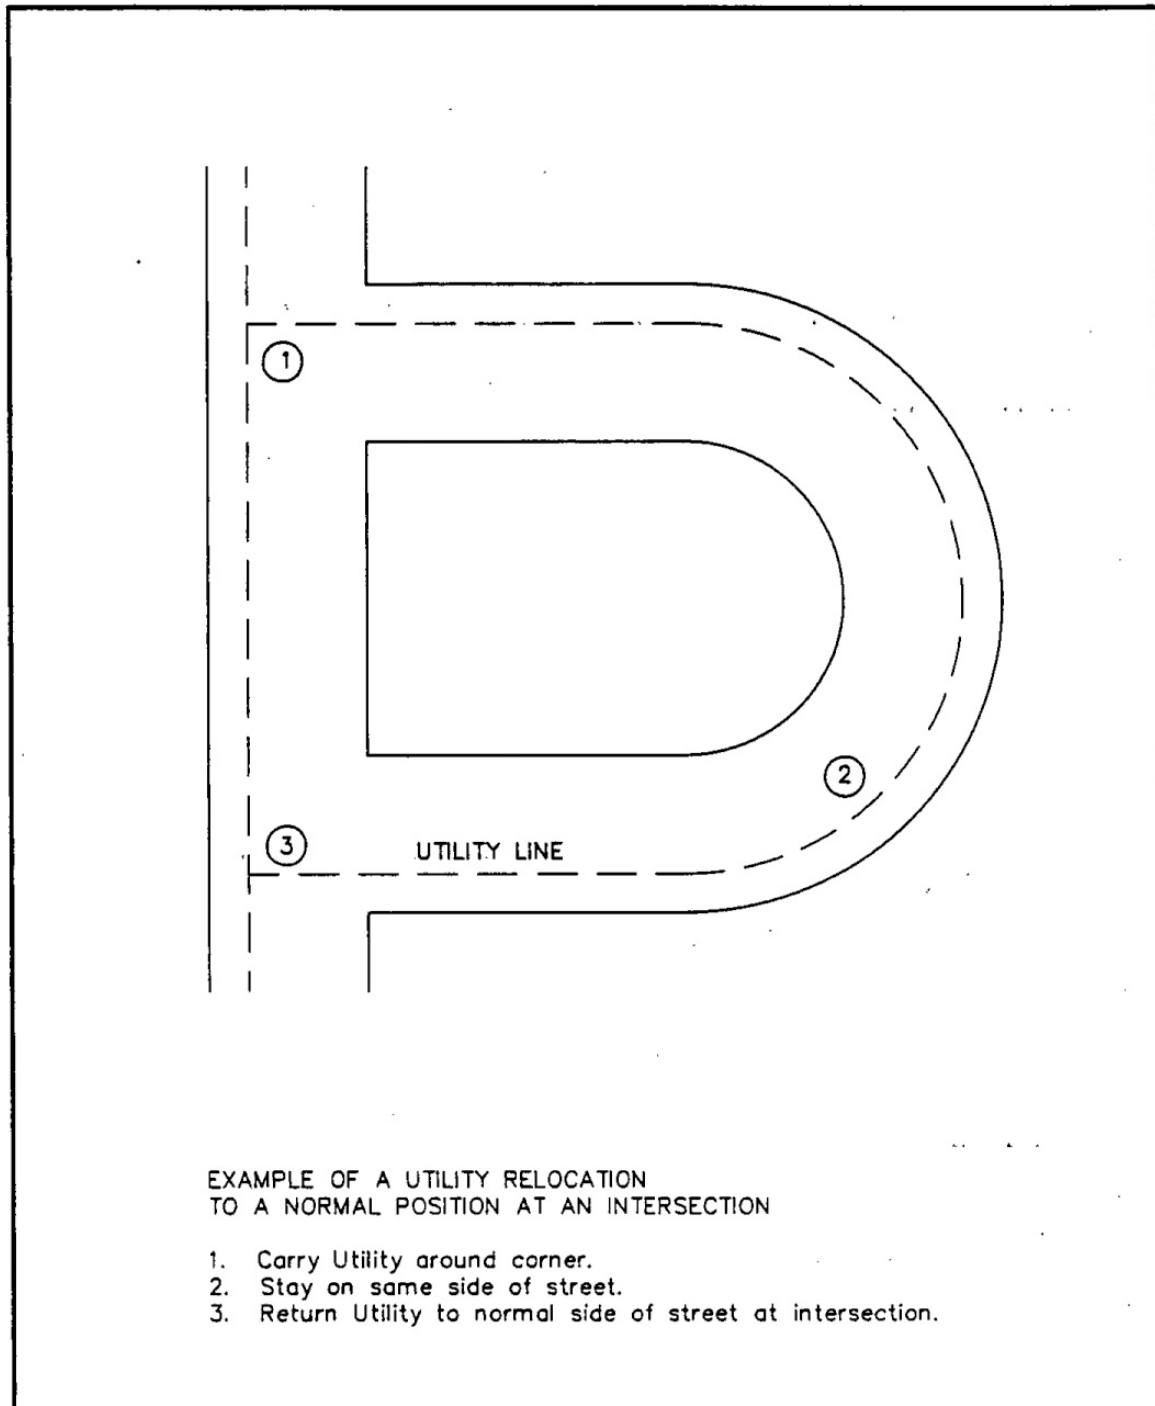 1
2
3
UTILITY LINE
EXAMPLE OF A UTILITY RELOCATION
TO A NORMAL POSITION AT AN INTERSECTION
1. Carry Utility around corner.
2. Stay on same side of street.
3. Return Utility to normal side of street at intersection.